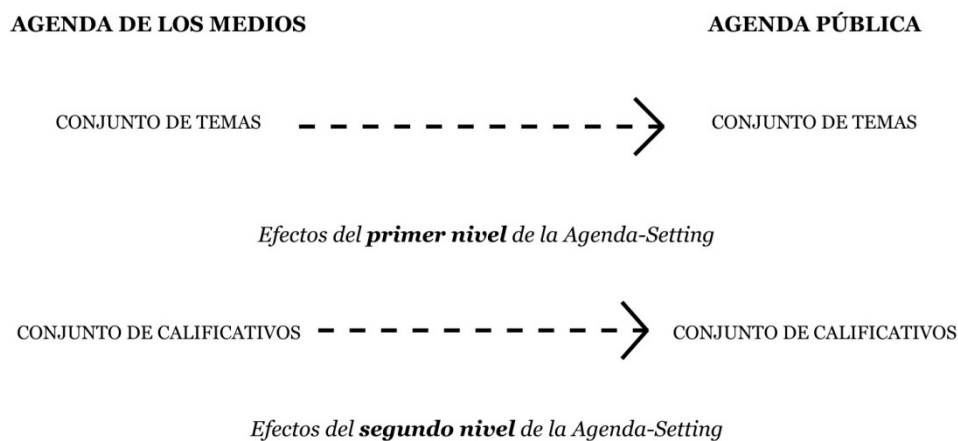 AGENDA DE LOS MEDIOS
AGENDA PÚBLICA
CONJUNTO DE TEMAS
CONJUNTO DE TEMAS
Efectos del primer nivel de la Agenda-Setting
CONJUNTO DE CALIFICATIVOS
CONJUNTO DE CALIFICATIVOS
Efectos del segundo nivel de la Agenda-Setting